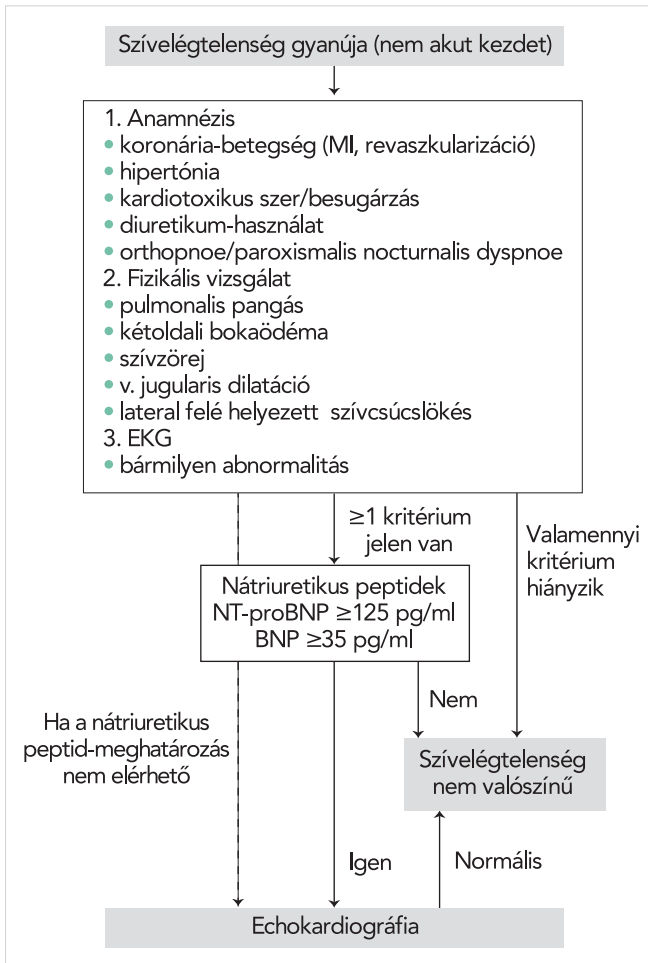 Szívelégtelenség gyanúja (nem akut kezdet)
1. Anamnézis
• koronária-betegség (MI, revaszkularizáció)
• hipertónia
• kardiotoxikus szer/besugárzás
• diuretikum-használat
• orthopnoe/paroxismalis nocturnalis dyspnoe
2. Fizikális vizsgálat
• pulmonalis pangás
• kétoldali bokaödéma
• szívzörej
• v. jugularis dilatáció
• lateral felé helyezett szívcsúcslökés
3. EKG
• bármilyen abnormalitás
≥1 kritérium
jelen van
Valamennyi
kritérium
hiányzik
Nátriuretikus peptidek
NT-proBNP ≥125 pg/ml
BNP ≥35 pg/ml
Nem
Ha a nátriuretikus
peptid-meghatározás
nem elérhető
Szívelégtelenség
nem valószínű
Igen
Normális
Echokardiográfia